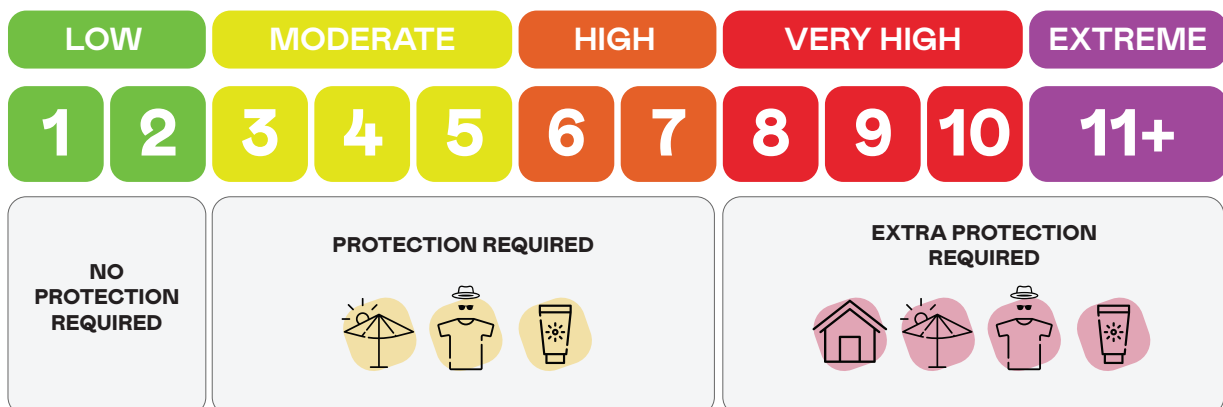 LOW MODERATE HIGH VERY HIGH EXTREME
1 2 3 4 5 6 7 8 9 10 11+
NO
PROTECTION
REQUIRED
PROTECTION REQUIRED
EXTRA PROTECTION
REQUIRED